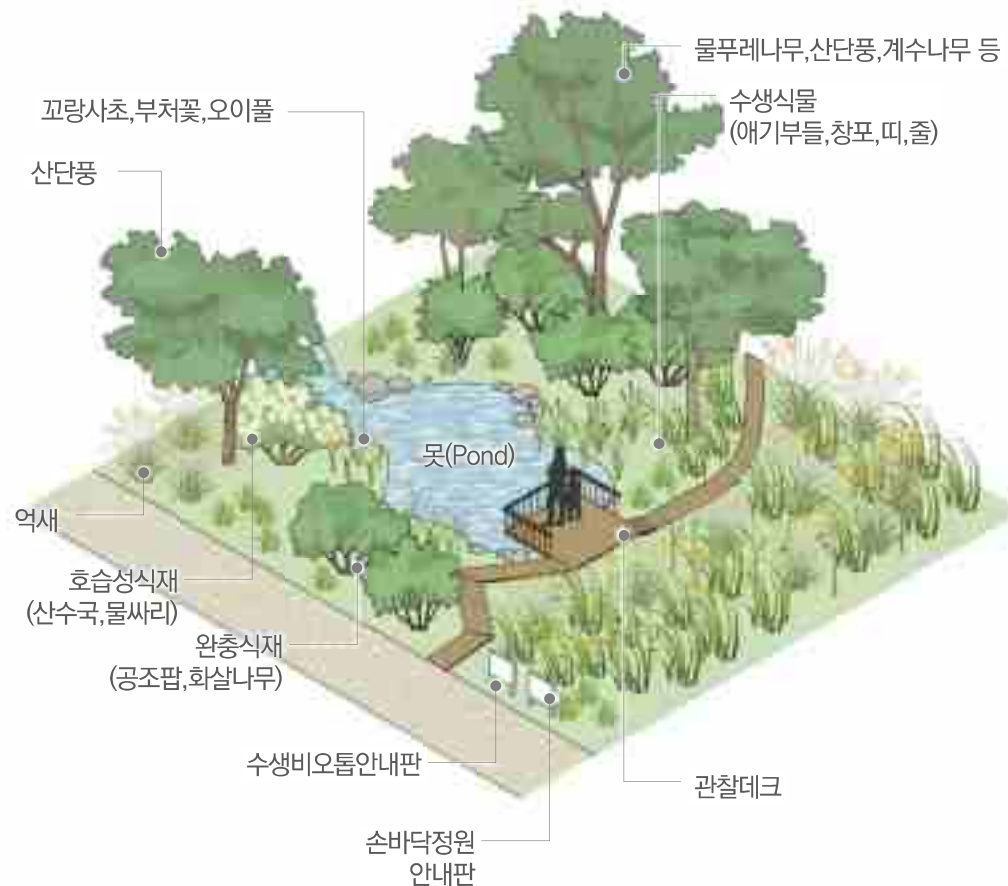 물푸레나무,산단풍,계수나무 등
수생식물
(애기부들,창포,띠,줄)
꼬랑사초,부처꽃,오이풀
산단풍
못(Pond)
억새
호습성식재
(산수국,물싸리)
완충식재
(공조팝,화살나무)
수생비오톱안내판
관찰데크
손바닥정원
안내판